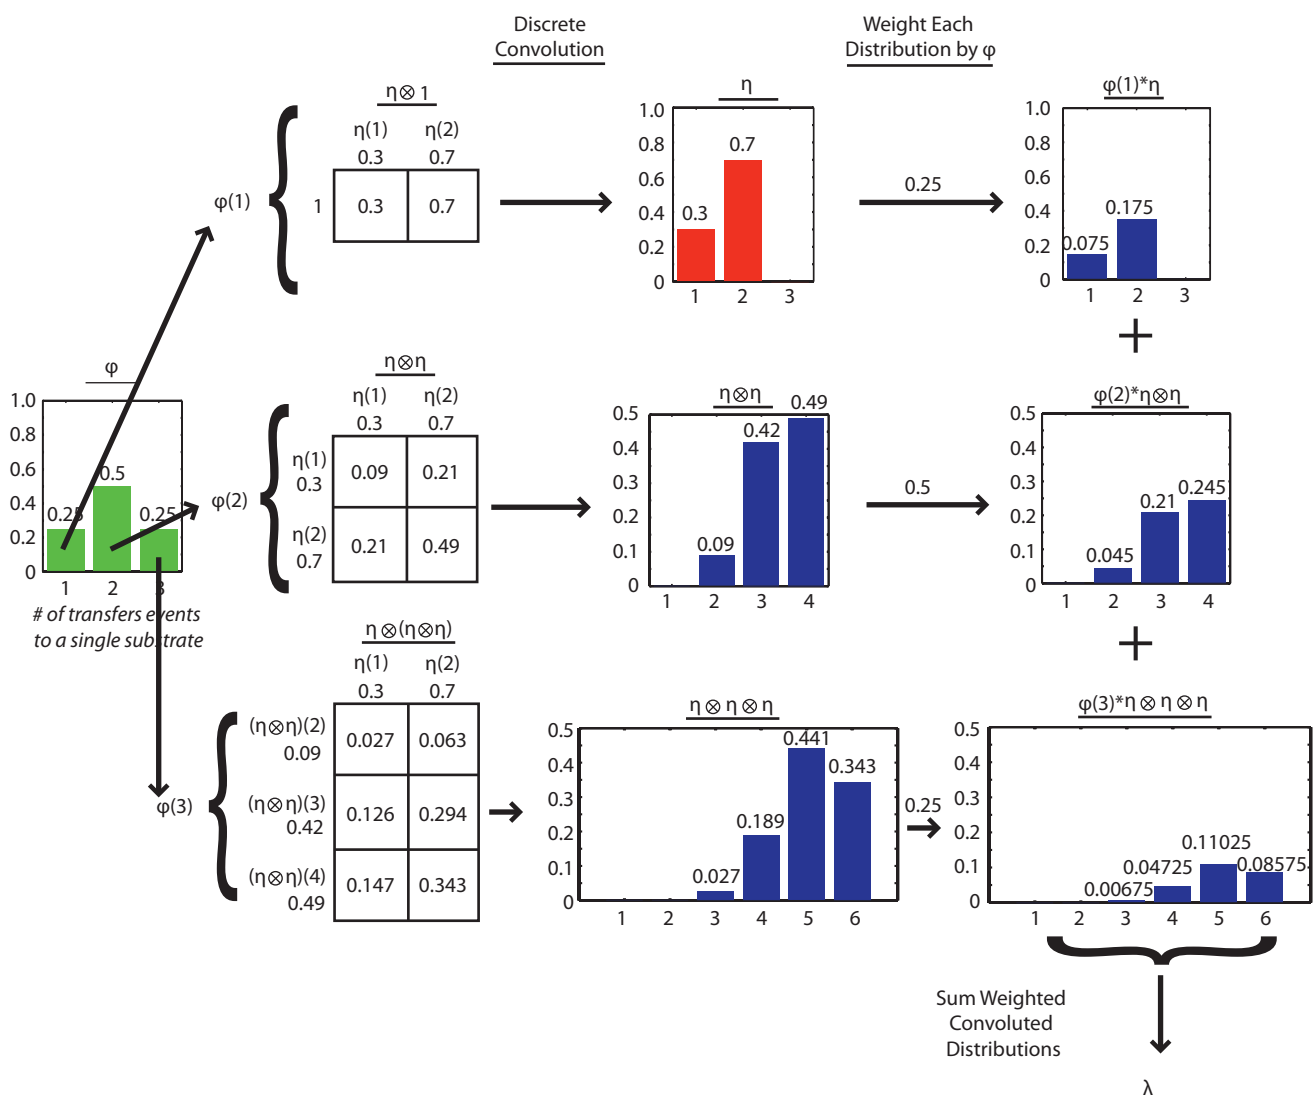 Discrete
Convolution
Weight Each
Distribution by φ
η⊗1
η(1) η(2)
0.3 0.7
φ(1)
1 0.3 0.7
η
1.0
0.8
0.6
0.4
0.2
0
0.3
0.7
1 2 3
0.25
φ(1)*η
1.0
0.8
0.6
0.4
0.2
0
0.075
0.175
1 2 3
+
φ
1.0
0.8
0.6
0.4
0.2
0
0.25
0.5
0.25
1 2 3
# of transfers events
to a single substrate
η⊗η
η(1) η(2)
0.3 0.7
φ(2)
η(1)
0.3
0.09 0.21
η(2)
0.7
0.21 0.49
η⊗η
0.5
0.4
0.3
0.2
0.1
0
0.09
0.42
0.49
1 2 3 4
0.5
φ(2)*η⊗η
0.5
0.4
0.3
0.2
0.1
0
0.045
0.21
0.245
1 2 3 4
+
η⊗(η⊗η)
η(1) η(2)
0.3 0.7
φ(3)
(η⊗η)(2)
0.09
0.027 0.063
(η⊗η)(3)
0.42
0.126 0.294
(η⊗η)(4)
0.49
0.147 0.343
η⊗η⊗η
0.5
0.4
0.3
0.2
0.1
0
0.027
0.189
0.441
0.343
1 2 3 4 5 6
0.25
φ(3)*η⊗η⊗η
0.5
0.4
0.3
0.2
0.1
0
0.00675
0.04725
0.11025
0.08575
1 2 3 4 5 6
Sum Weighted
Convoluted
Distributions
λ